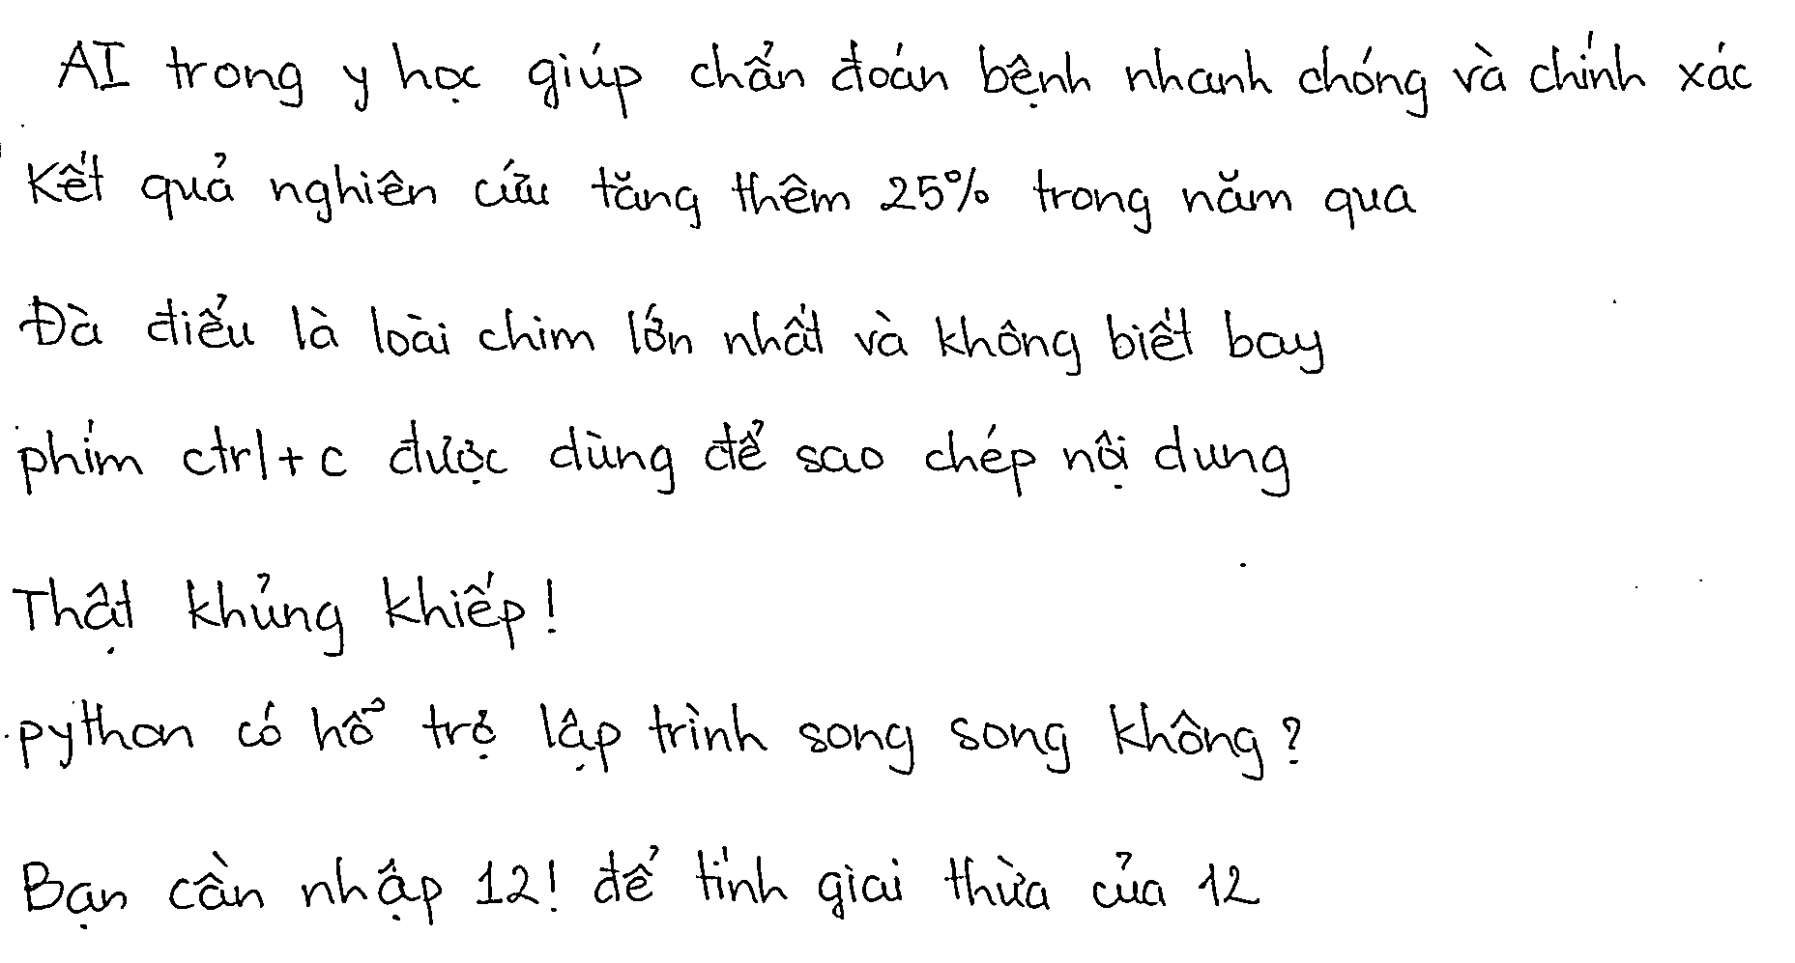 AI trong y học giúp chẩn đoán bệnh nhanh chóng và chính xác
Kết quả nghiên cứu tăng thêm 25% trong năm qua
Đà điểu là loài chim lớn nhất và không biết bay
phím ctrl+c được dùng để sao chép nội dung
Thật khủng khiếp!
python có hổ trợ lập trình song song không?
Bạn cần nhập 12! để tính giai thừa của 12